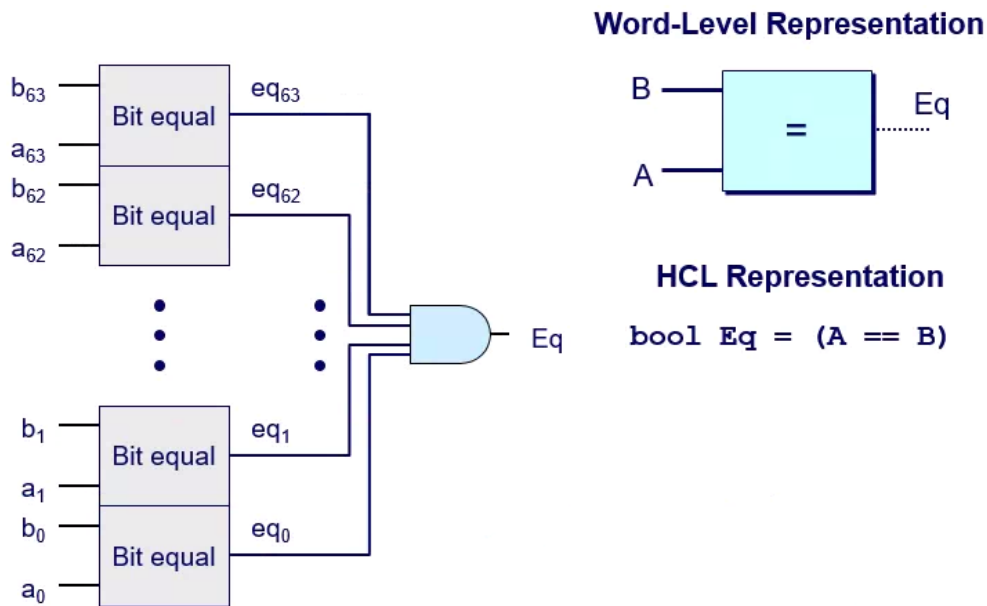 Word-Level Representation
b63
Bit equal
eq63
a63
b62
Bit equal
eq62
a62
B
A
=
Eq
HCL Representation
bool Eq = (A == B)
Eq
b1
Bit equal
eq1
a1
b0
Bit equal
eq0
a0